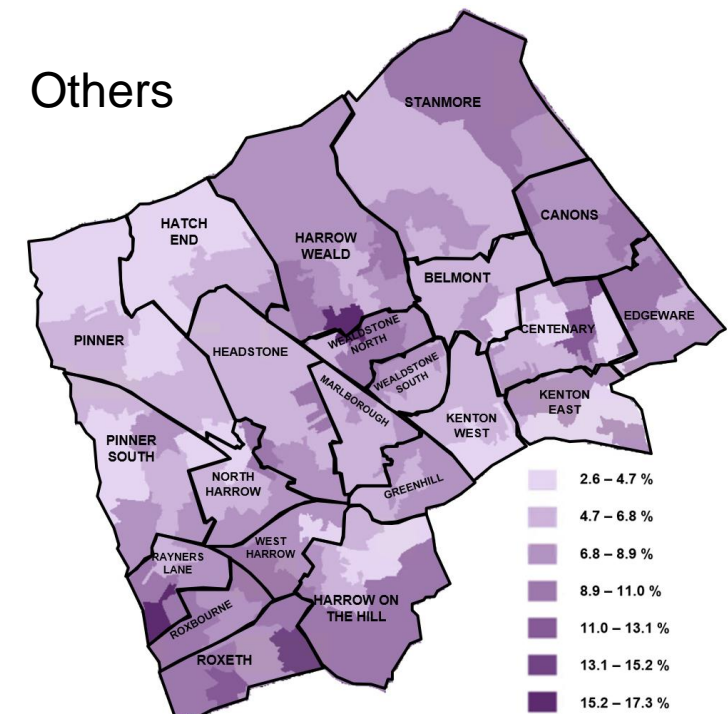 Others
STANMORE
HATCH
END
HARROW
WEALD
CANONS
BELMONT
PINNER
HEADSTONE
WEALDSTONE
NORTH
CENTENARY
EDGEWARE
WEALDSTONE
SOUTH
MARLBOROUGH
KENTON
WEST
KENTON
EAST
PINNER
SOUTH
NORTH
HARROW
GREENHILL
WEST
HARROW
RAYNERS
LANE
ROXBOURNE
HARROW ON
THE HILL
ROXETH
2.6 – 4.7 %
4.7 – 6.8 %
6.8 – 8.9 %
8.9 – 11.0 %
11.0 – 13.1 %
13.1 – 15.2 %
15.2 – 17.3 %